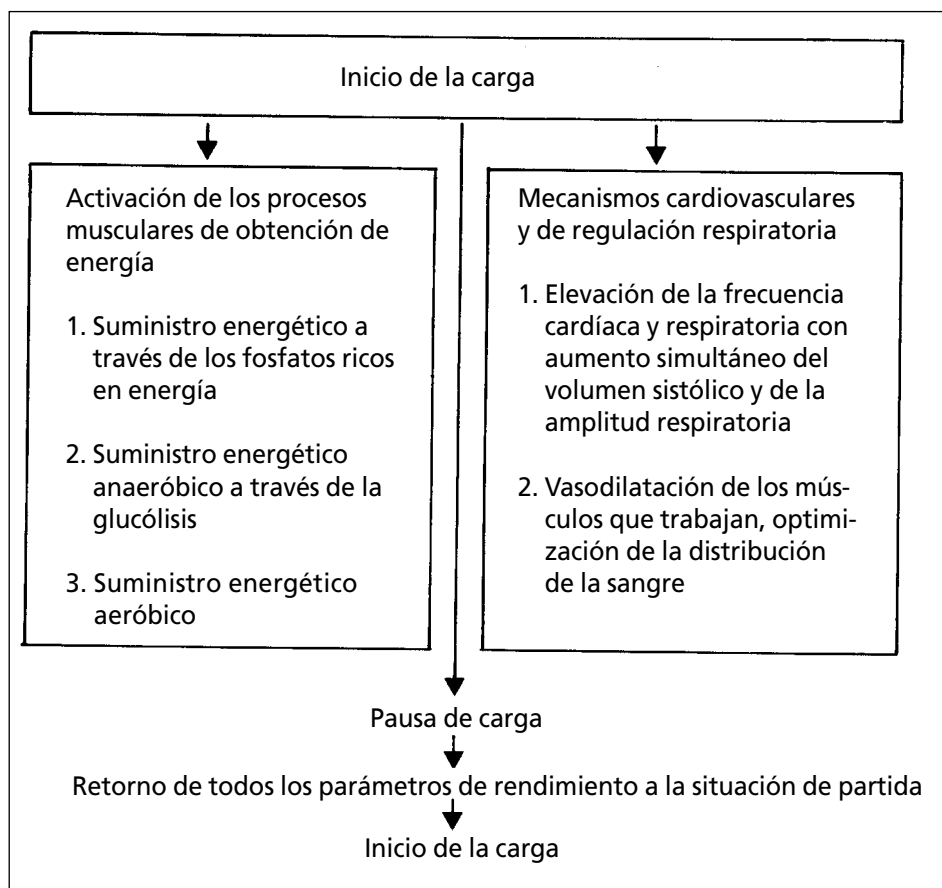 Inicio de la carga
Activación de los procesos
musculares de obtención de
energía
1. Suministro energético a
través de los fosfatos ricos
en energía
2. Suministro energético
anaeróbico a través de la
glucólisis
3. Suministro energético
aeróbico
Mecanismos cardiovasculares
y de regulación respiratoria
1. Elevación de la frecuencia
cardíaca y respiratoria con
aumento simultáneo del
volumen sistólico y de la
amplitud respiratoria
2. Vasodilatación de los mús-
culos que trabajan, optimi-
zación de la distribución
de la sangre
Pausa de carga
Retorno de todos los parámetros de rendimiento a la situación de partida
Inicio de la carga